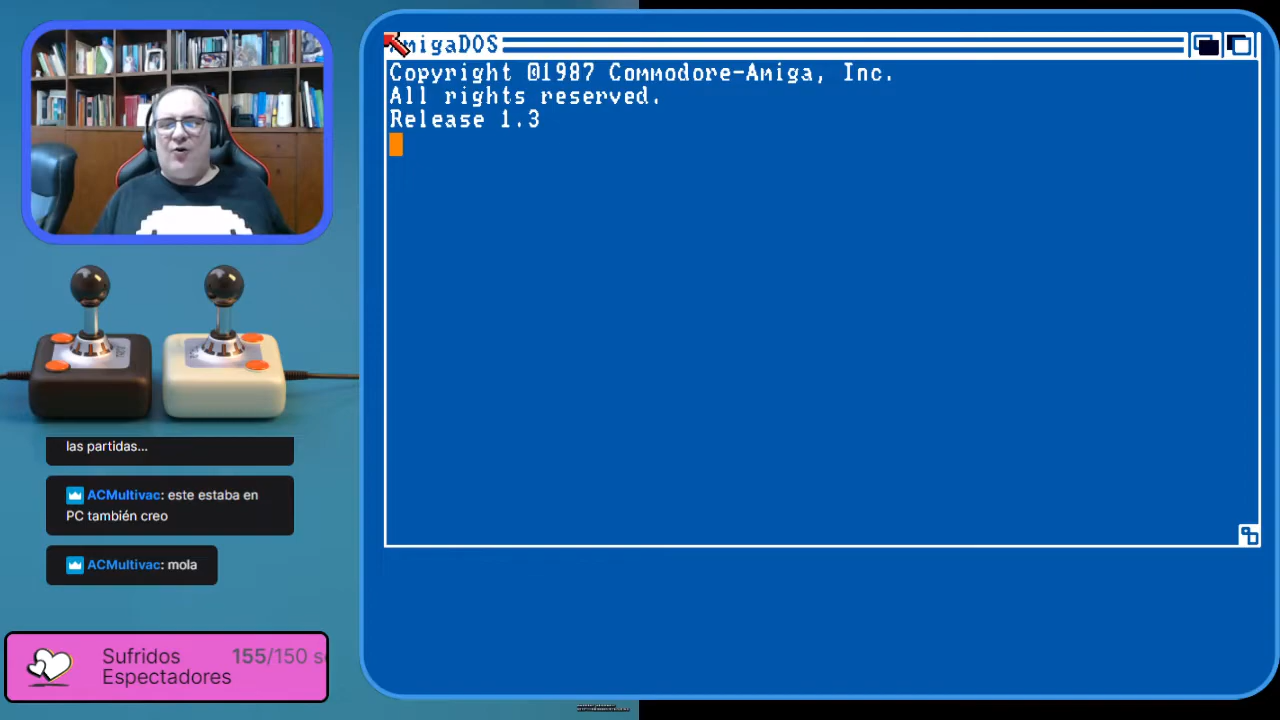 AmigaDOS
Copyright @1987 Commodore-Amiga, Inc.
All rights reserved.
Release 1.3
las partidas...
ACMultivac: este estaba en
PC también creo
ACMultivac: mola
Sufridos
Espectadores
155/150 s